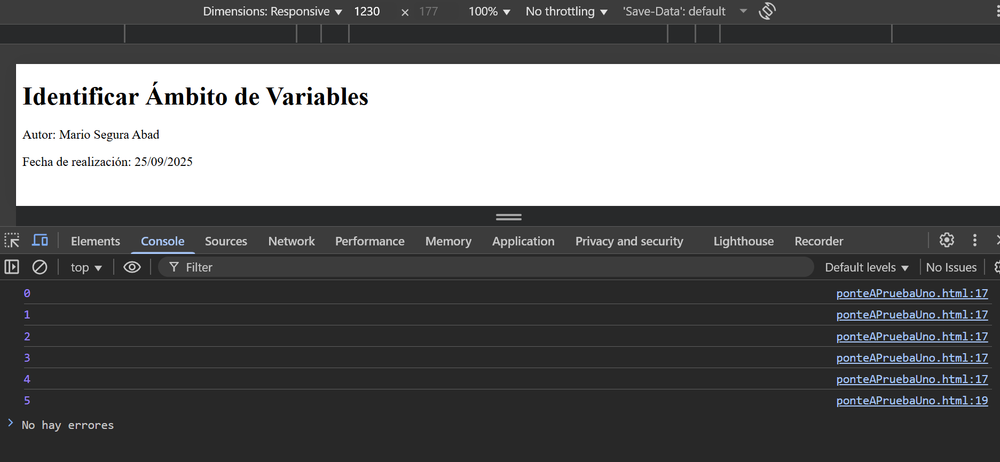 Dimensions: Responsive 1230 × 177 100% No throttling 'Save-Data': default
Identificar Ámbito de Variables
Autor: Mario Segura Abad
Fecha de realización: 25/09/2025
Elements Console Sources Network Performance Memory Application Privacy and security Lighthouse Recorder
top Filter Default levels No Issues
0 ponteAPruebaUno.html:17
1 ponteAPruebaUno.html:17
2 ponteAPruebaUno.html:17
3 ponteAPruebaUno.html:17
4 ponteAPruebaUno.html:17
5 ponteAPruebaUno.html:19
No hay errores